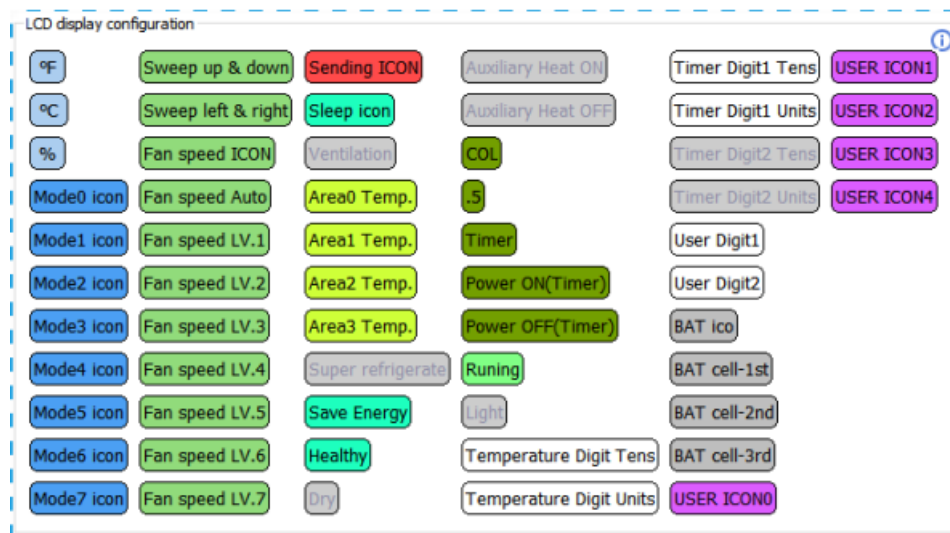 LCD display configuration
ºF
Sweep up & down
Sending ICON
Auxiliary Heat ON
Timer Digit1 Tens
USER ICON1
ºC
Sweep left & right
Sleep icon
Auxiliary Heat OFF
Timer Digit1 Units
USER ICON2
%
Fan speed ICON
Ventilation
COL
Timer Digit2 Tens
USER ICON3
Mode0 icon
Fan speed Auto
Area0 Temp.
.5
Timer Digit2 Units
USER ICON4
Mode1 icon
Fan speed LV.1
Area1 Temp.
Timer
User Digit1
Mode2 icon
Fan speed LV.2
Area2 Temp.
Power ON(Timer)
User Digit2
Mode3 icon
Fan speed LV.3
Area3 Temp.
Power OFF(Timer)
BAT ico
Mode4 icon
Fan speed LV.4
Super refrigerate
Runing
BAT cell-1st
Mode5 icon
Fan speed LV.5
Save Energy
Light
BAT cell-2nd
Mode6 icon
Fan speed LV.6
Healthy
Temperature Digit Tens
BAT cell-3rd
Mode7 icon
Fan speed LV.7
Dry
Temperature Digit Units
USER ICON0